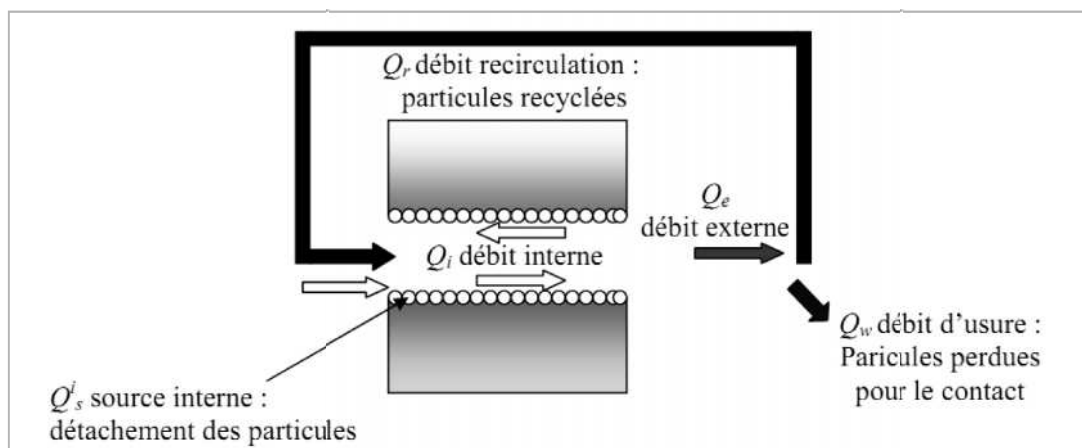 Qr débit recirculation :
particules recyclées
Qe
débit externe
Qi débit interne
Qw débit d’usure :
Paricules perdues
pour le contact
Qis source interne :
détachement des particules